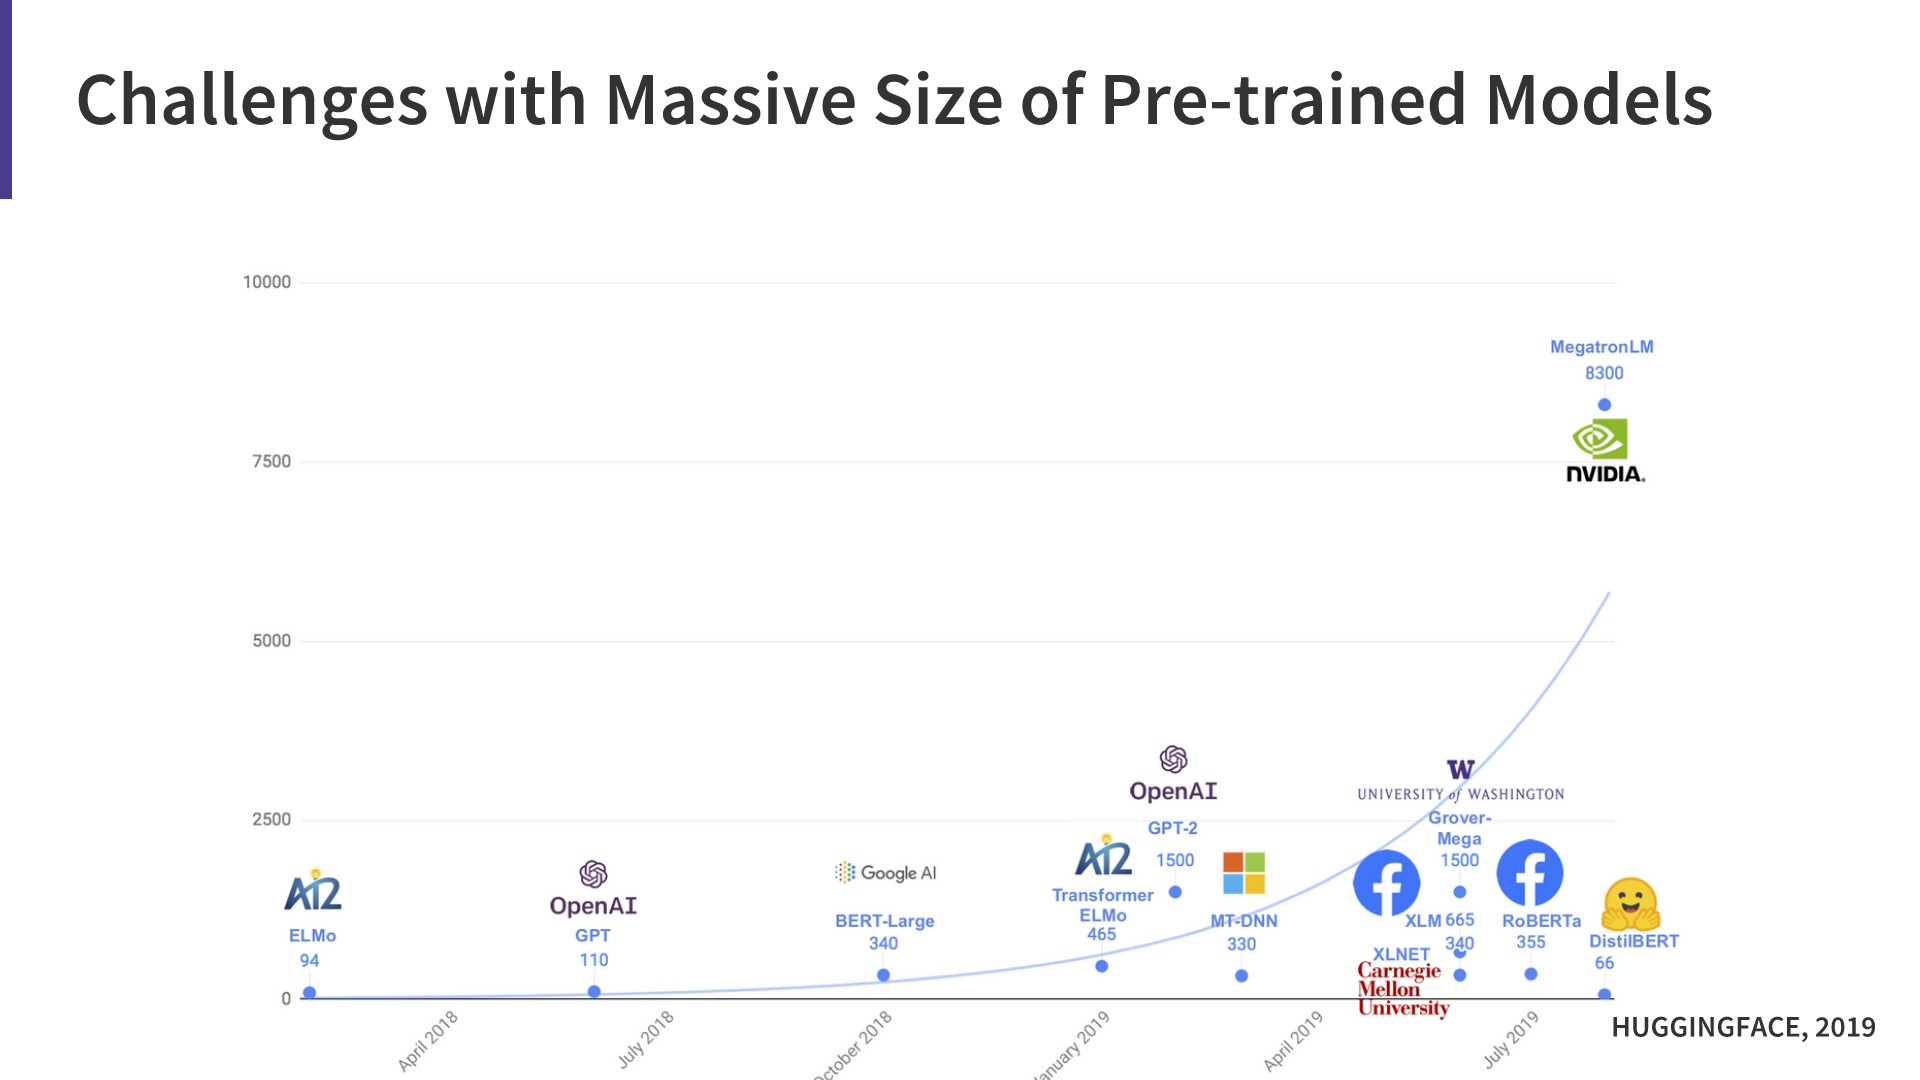 Challenges with Massive Size of Pre-trained Models
10000
7500
5000
2500
0
MegatronLM
8300
NVIDIA.
AI2
ELMo
94
OpenAI
GPT
110
Google AI
BERT-Large
340
AI2
Transformer
ELMo
465
OpenAI
GPT-2
1500
MT-DNN
330
W
UNIVERSITY of WASHINGTON
Grover-
Mega
1500
XLM 665
340
XLNET
Carnegie
Mellon
University
RoBERTa
355
DistilBERT
66
April 2018
July 2018
October 2018
January 2019
April 2019
July 2019
HUGGINGFACE, 2019